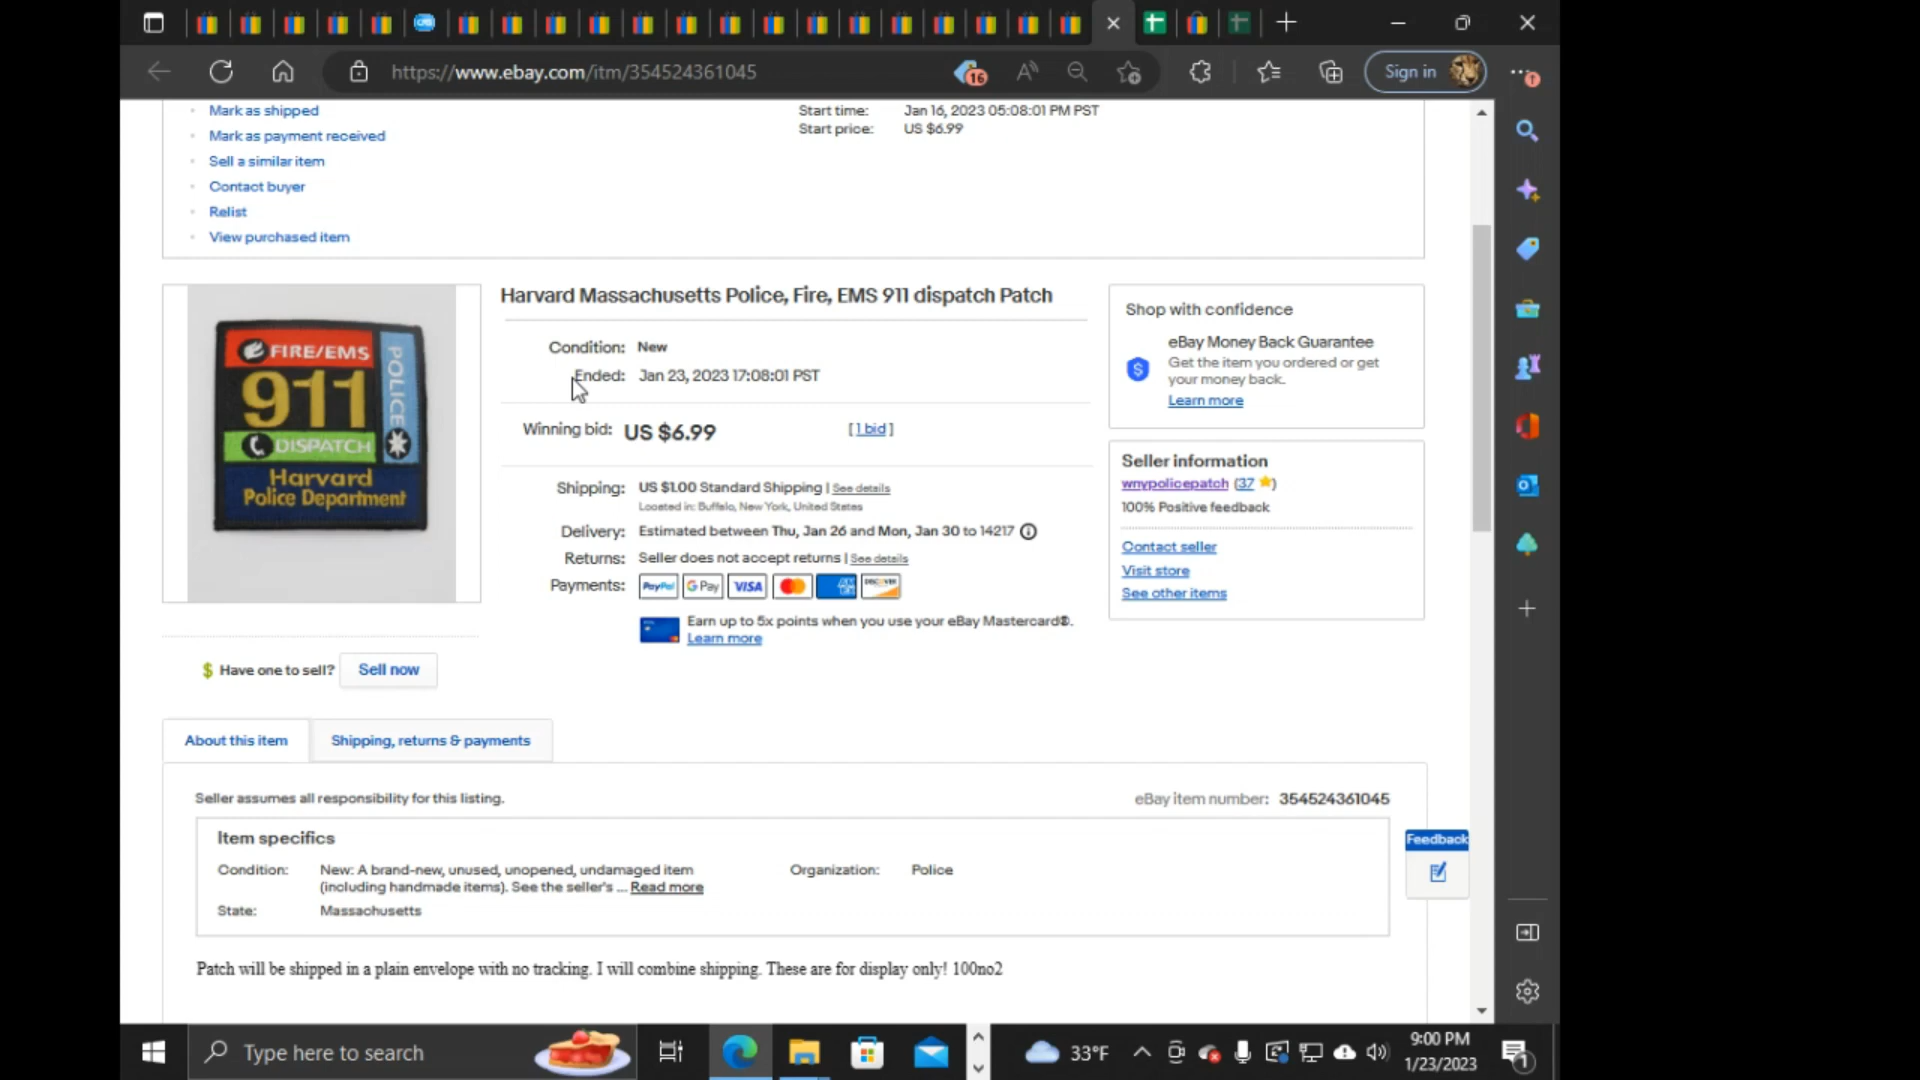 https://www.ebay.com/itm/354524361045
16
Sign in
Mark as shipped
Mark as payment received
Sell a similar item
Contact buyer
Relist
View purchased item
Start time: Jan 16, 2023 05:08:01 PM PST
Start price: US $6.99
FIRE/EMS
911
DISPATCH
POLICE
Harvard
Police Department
Harvard Massachusetts Police, Fire, EMS 911 dispatch Patch
Condition: New
Ended: Jan 23, 2023 17:08:01 PST
Winning bid: US $6.99 [ 1 bid ]
Shipping: US $1.00 Standard Shipping | See details
Located in: Buffalo, New York, United States
Delivery: Estimated between Thu, Jan 26 and Mon, Jan 30 to 14217
Returns: Seller does not accept returns | See details
Payments: PayPal G Pay VISA DISCOVER
Earn up to 5x points when you use your eBay Mastercard®.
Learn more
Shop with confidence
eBay Money Back Guarantee
Get the item you ordered or get
your money back.
Learn more
Seller information
wnypolicepatch (37)
100% Positive feedback
Contact seller
Visit store
See other items
$ Have one to sell? Sell now
About this item
Shipping, returns & payments
Seller assumes all responsibility for this listing.
eBay item number: 354524361045
Item specifics
Condition: New: A brand-new, unused, unopened, undamaged item
(including handmade items). See the seller's ... Read more
Organization: Police
State: Massachusetts
Patch will be shipped in a plain envelope with no tracking. I will combine shipping. These are for display only! 100no2
Feedback
Type here to search
33°F
9:00 PM
1/23/2023
1